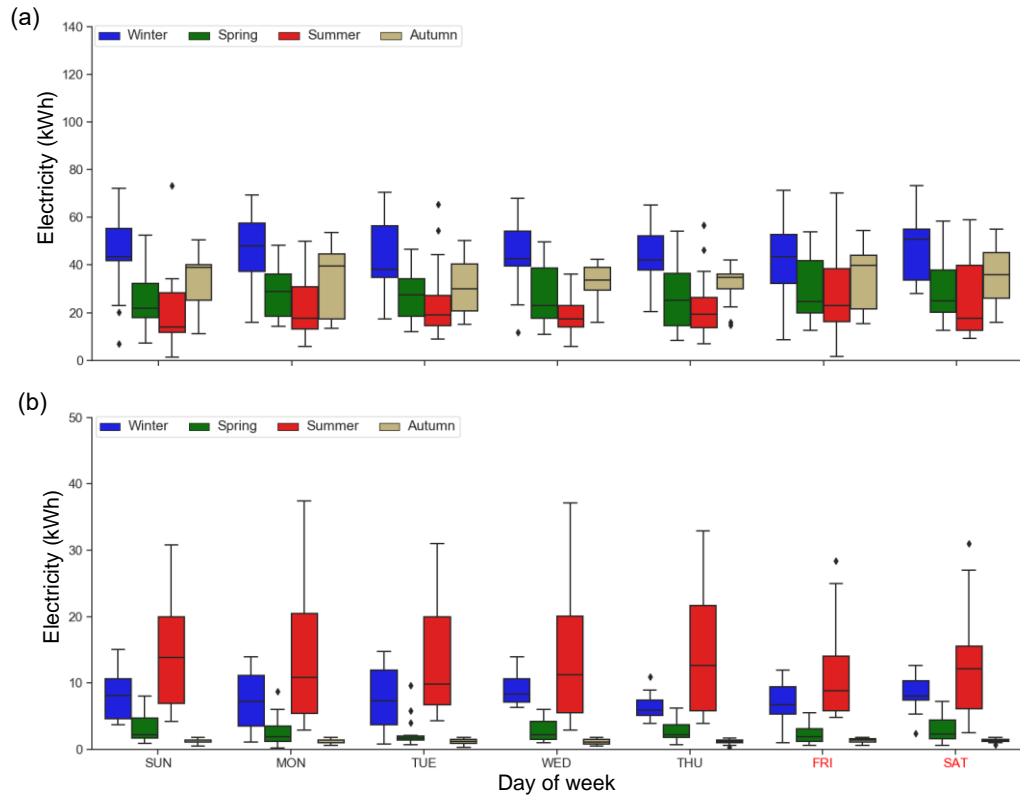 (a)
140
120
100
80
60
40
20
0
Electricity (kWh)
Winter Spring Summer Autumn
(b)
50
40
30
20
10
0
Electricity (kWh)
Winter Spring Summer Autumn
SUN MON TUE WED THU FRI SAT
Day of week